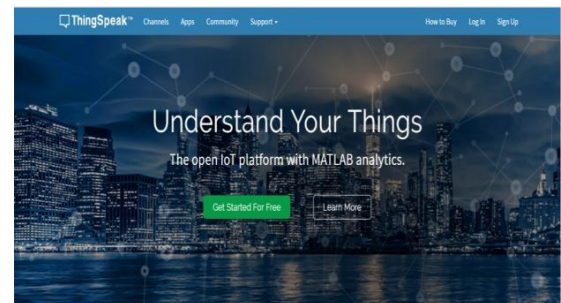 ThingSpeak™ Channels Apps Community Support How to Buy Log In Sign Up
Understand Your Things
The open IoT platform with MATLAB analytics.
Get Started For Free Learn More